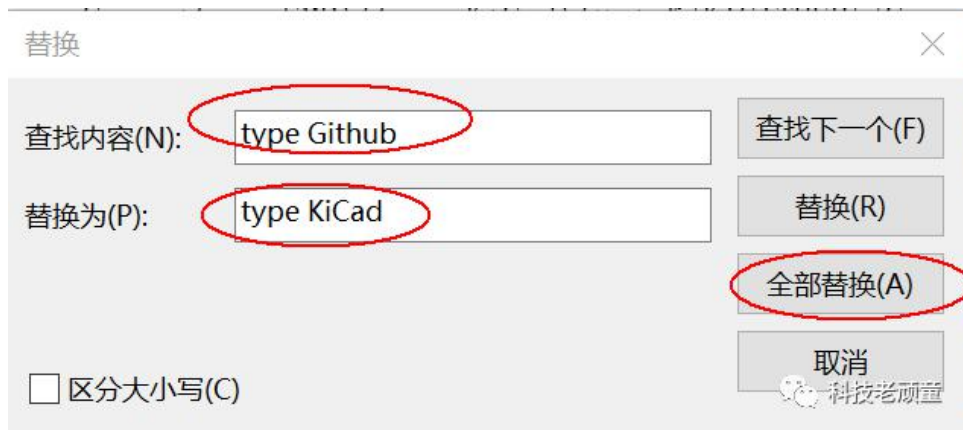 替换
查找内容(N):
type Github
查找下一个(F)
替换为(P):
type KiCad
替换(R)
全部替换(A)
取消
区分大小写(C)
科技老顽童